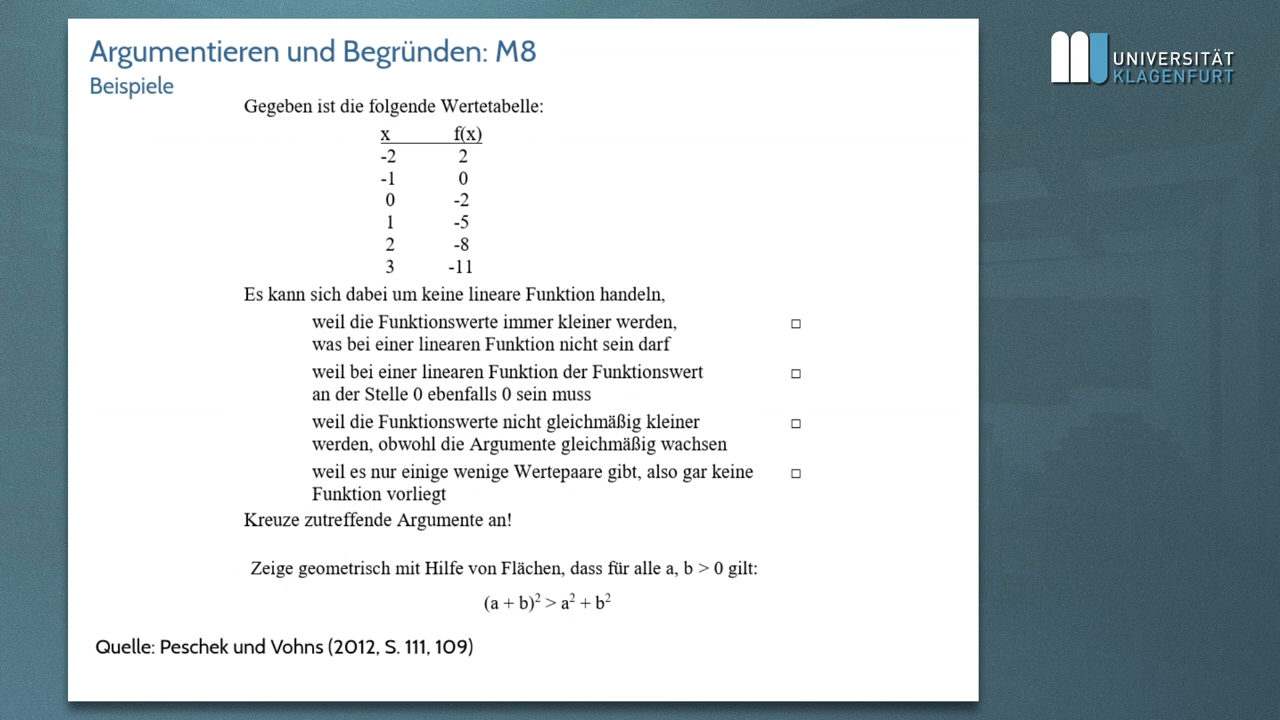 Argumentieren und Begründen: M8
Beispiele
UNIVERSITÄT
KLAGENFURT
Gegeben ist die folgende Wertetabelle:
x f(x)
-2 2
-1 0
0 -2
1 -5
2 -8
3 -11
Es kann sich dabei um keine lineare Funktion handeln,
weil die Funktionswerte immer kleiner werden, □
was bei einer linearen Funktion nicht sein darf
weil bei einer linearen Funktion der Funktionswert □
an der Stelle 0 ebenfalls 0 sein muss
weil die Funktionswerte nicht gleichmäßig kleiner □
werden, obwohl die Argumente gleichmäßig wachsen
weil es nur einige wenige Wertepaare gibt, also gar keine □
Funktion vorliegt
Kreuze zutreffende Argumente an!
Zeige geometrisch mit Hilfe von Flächen, dass für alle a, b > 0 gilt:
(a + b)² > a² + b²
Quelle: Peschek und Vohns (2012, S. 111, 109)